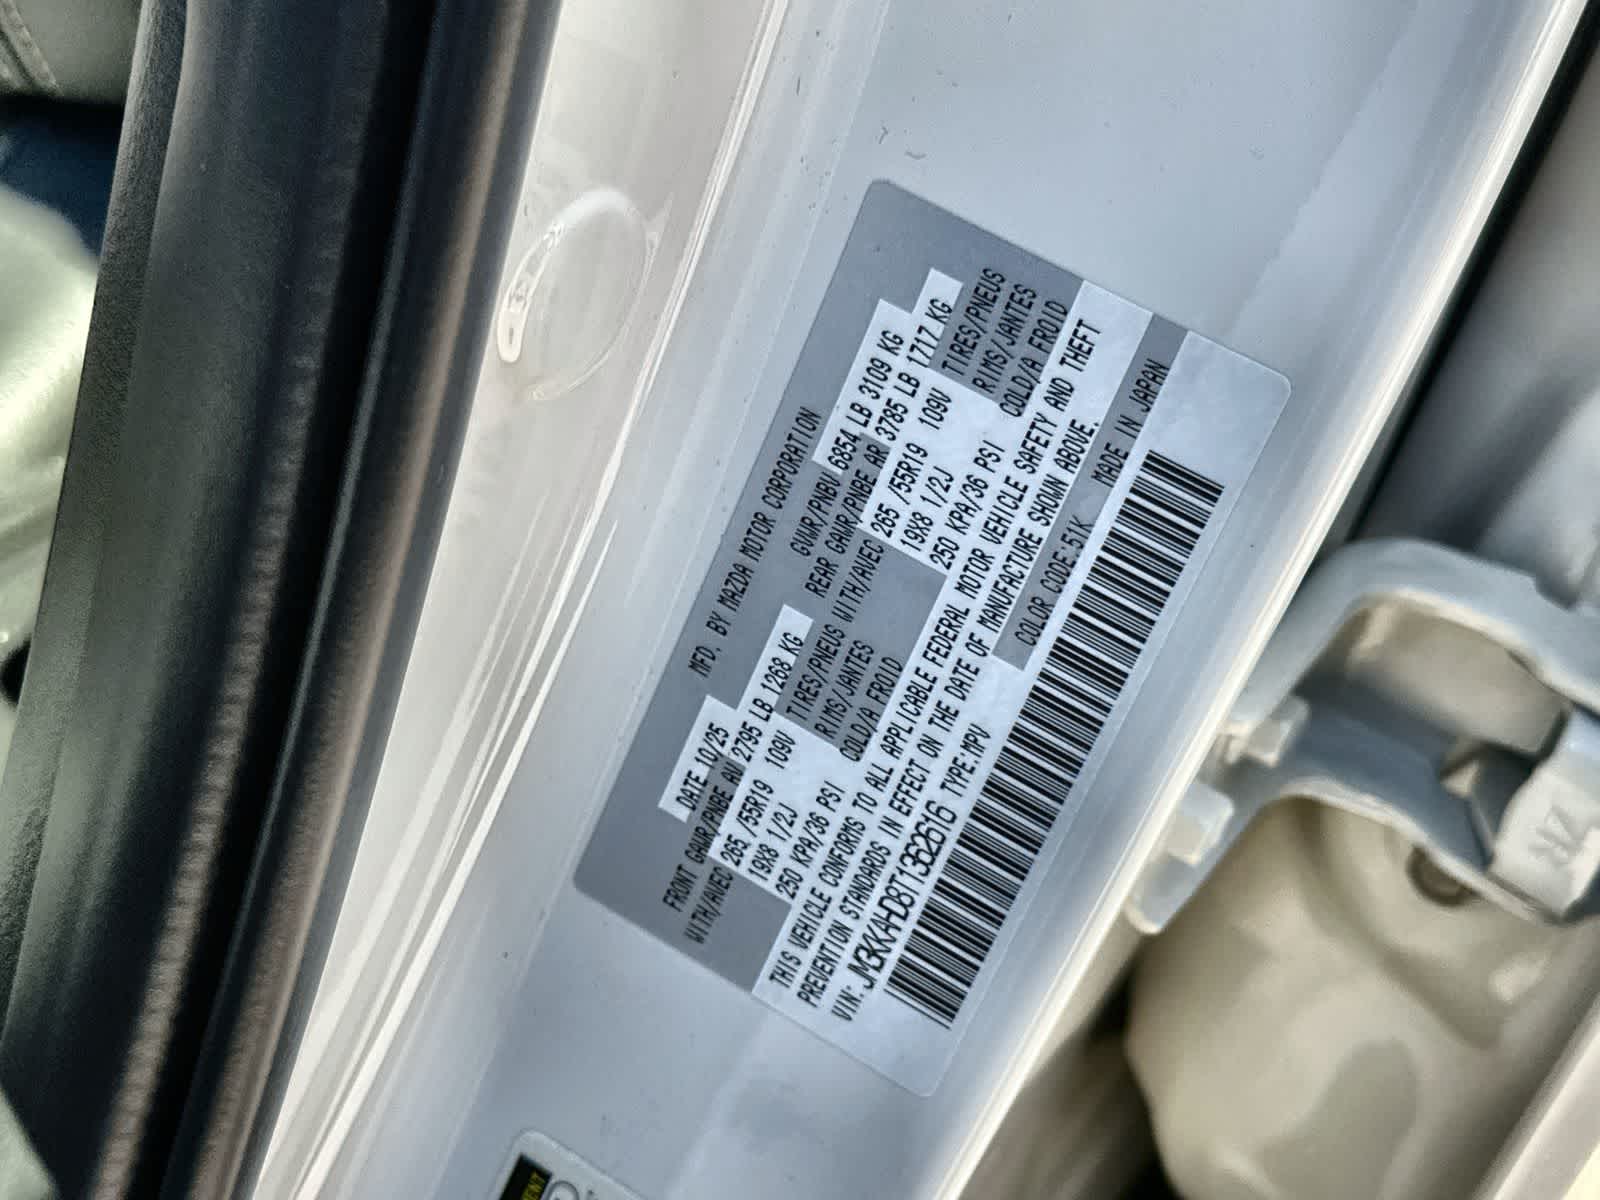 MFD. BY MAZDA MOTOR CORPORATION
DATE 10/25 GVWR/PNBV 6854 LB 3109 KG
FRONT GAWR/PNBE AV 2795 LB 1268 KG REAR GAWR/PNBE AR 3785 LB 1717 KG
WITH/AVEC 265 /55R19 109V TIRES/PNEUS WITH/AVEC 265 /55R19 109V TIRES/PNEUS
19X8 1/2J RIMS/JANTES 19X8 1/2J RIMS/JANTES
250 KPA/36 PSI COLD/A FROID 250 KPA/36 PSI COLD/A FROID
THIS VEHICLE CONFORMS TO ALL APPLICABLE FEDERAL MOTOR VEHICLE SAFETY AND THEFT
PREVENTION STANDARDS IN EFFECT ON THE DATE OF MANUFACTURE SHOWN ABOVE.
VIN: JM3KKAHD8T1352616 TYPE:MPV COLOR CODE:51K MADE IN JAPAN
ZR